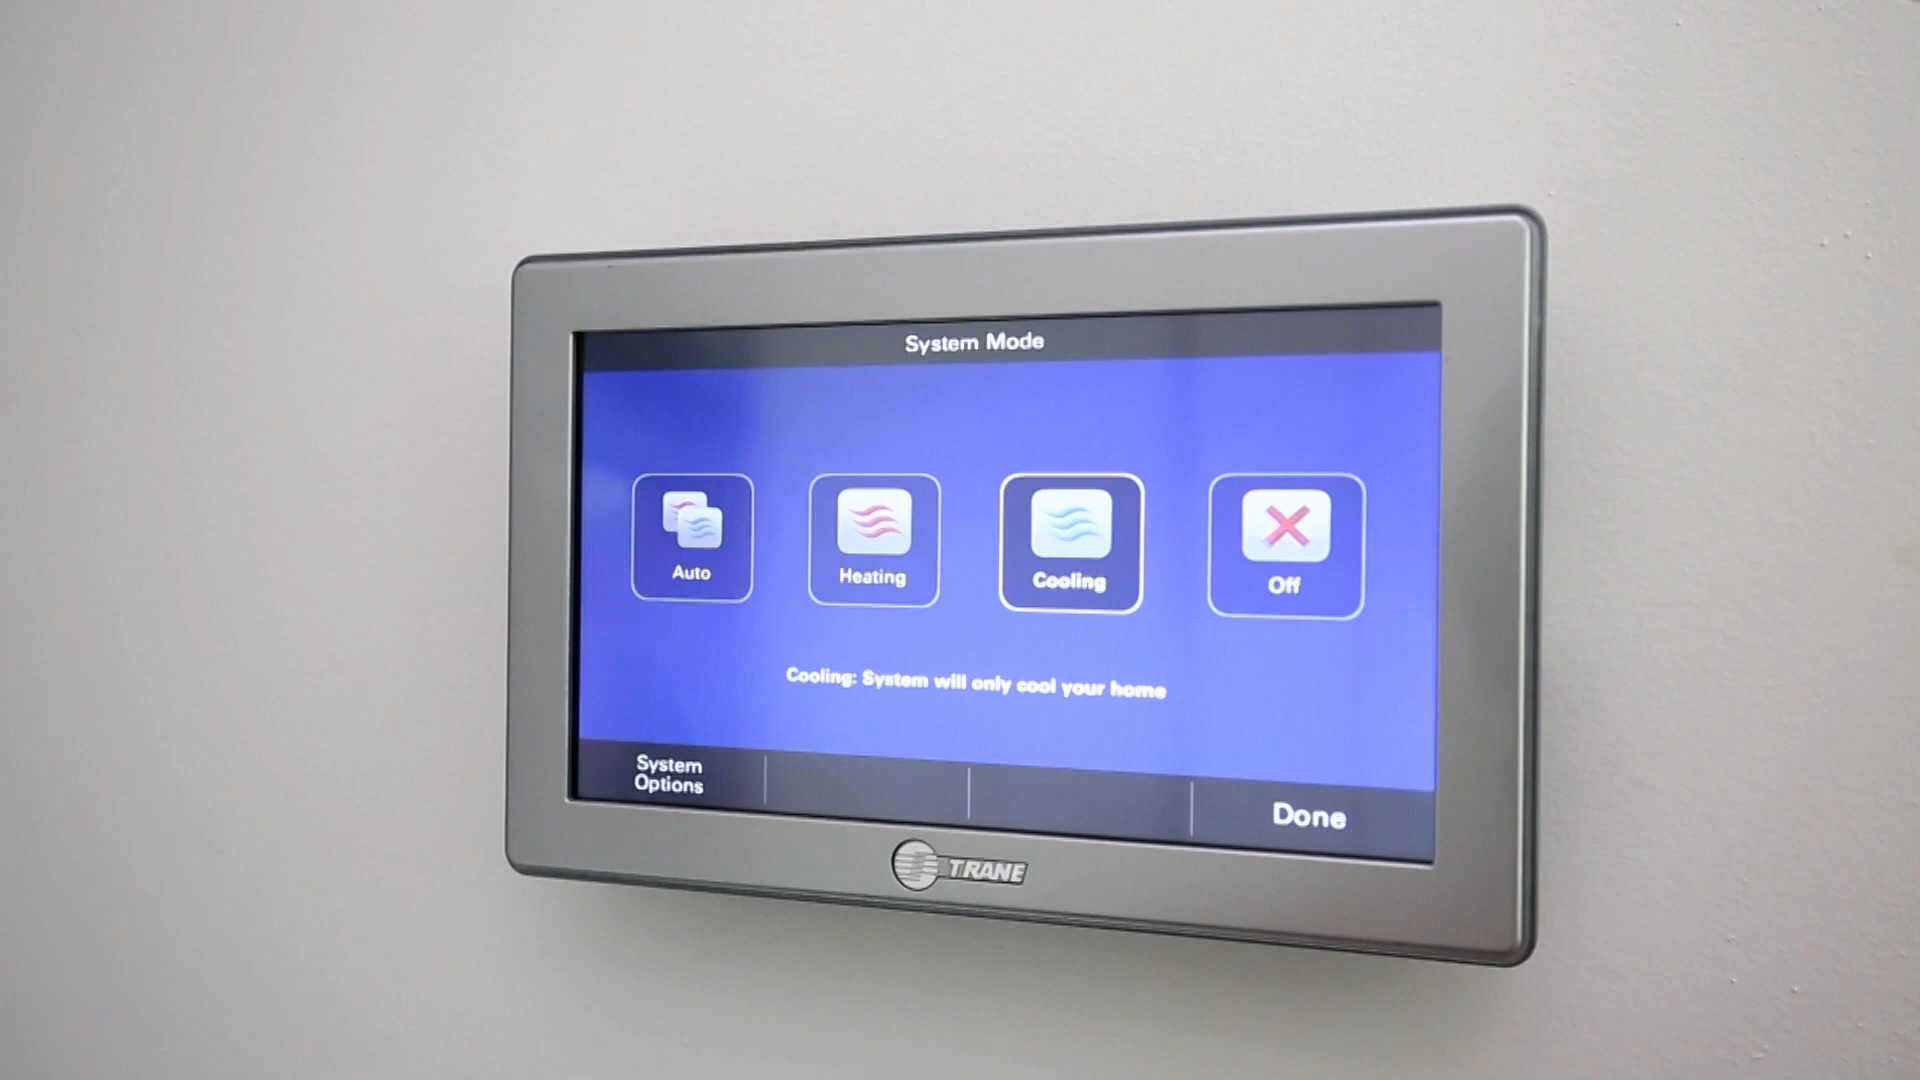 System Mode
Auto
Heating
Cooling
Off
Cooling: System will only cool your home
System
Options
Done
TRANE